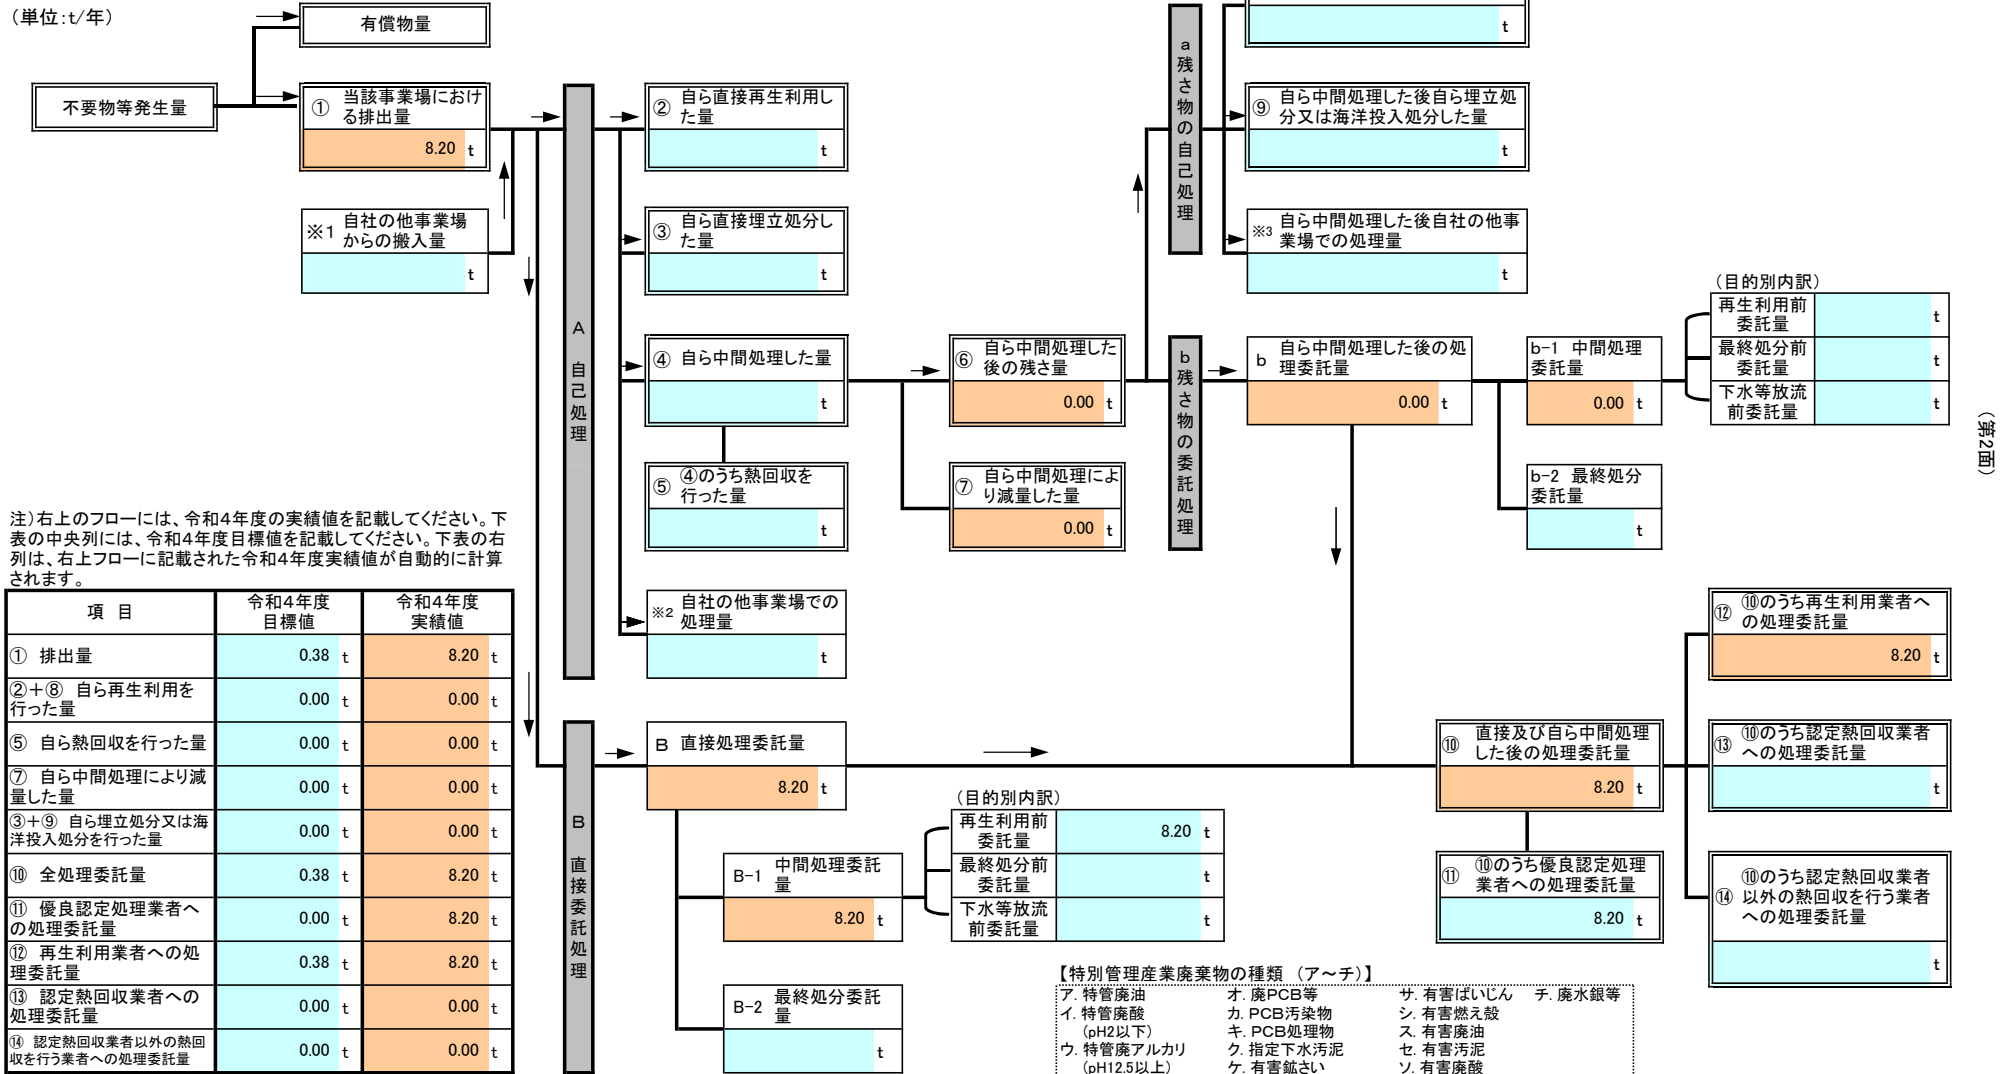 (単位:t/年)
有償物量
不要物等発生量
① 当該事業場におけ
る排出量
8.20 t
※1 自社の他事業場
からの搬入量
t
A 自己処理
② 自ら直接再生利用し
た量
t
③ 自ら直接埋立処分し
た量
t
④ 自ら中間処理した量
t
⑤ ④のうち熱回収を
行った量
t
※2 自社の他事業場での
処理量
t
⑥ 自ら中間処理した
後の残さ量
0.00 t
⑦ 自ら中間処理によ
り減量した量
0.00 t
a 残さ物の自己処理
t
⑨ 自ら中間処理した後自ら埋立処
分又は海洋投入処分した量
t
※3 自ら中間処理した後自社の他事
業場での処理量
t
b 残さ物の委託処理
b 自ら中間処理した後の処
理委託量
0.00 t
b-1 中間処理
委託量
0.00 t
b-2 最終処分
委託量
t
(目的別内訳)
再生利用前
委託量 t
最終処分前
委託量 t
下水等放流
前委託量 t
(第2面)
注)右上のフローには、令和4年度の実績値を記載してください。下
表の中央列には、令和4年度目標値を記載してください。下表の右
列は、右上フローに記載された令和4年度実績値が自動的に計算
されます。
項 目 令和4年度 令和4年度
目標値 実績値
① 排出量 0.38 t 8.20 t
②+⑧ 自ら再生利用を
行った量 0.00 t 0.00 t
⑤ 自ら熱回収を行った量 0.00 t 0.00 t
⑦ 自ら中間処理により減
量した量 0.00 t 0.00 t
③+⑨ 自ら埋立処分又は海
洋投入処分を行った量 0.00 t 0.00 t
⑩ 全処理委託量 0.38 t 8.20 t
⑪ 優良認定処理業者へ
の処理委託量 0.00 t 8.20 t
⑫ 再生利用業者への処
理委託量 0.38 t 8.20 t
⑬ 認定熱回収業者への
処理委託量 0.00 t 0.00 t
⑭ 認定熱回収業者以外の熱回
収を行う業者への処理委託量 0.00 t 0.00 t
B 直接委託処理
B 直接処理委託量
8.20 t
B-1 中間処理委託
量
8.20 t
B-2 最終処分委託
量
t
(目的別内訳)
再生利用前
委託量 8.20 t
最終処分前
委託量 t
下水等放流
前委託量 t
⑩ 直接及び自ら中間処理
した後の処理委託量
8.20 t
⑪ ⑩のうち優良認定処理
業者への処理委託量
8.20 t
⑫ ⑩のうち再生利用業者へ
の処理委託量
8.20 t
⑬ ⑩のうち認定熱回収業者
への処理委託量
t
⑭ ⑩のうち認定熱回収業者
以外の熱回収を行う業者
への処理委託量
t
【特別管理産業廃棄物の種類 (ア~チ)】
ア. 特管廃油 オ. 廃PCB等 サ. 有害ばいじん チ. 廃水銀等
イ. 特管廃酸 カ. PCB汚染物 シ. 有害燃え殻
(pH2以下) キ. PCB処理物 ス. 有害廃油
ウ. 特管廃アルカリ ク. 指定下水汚泥 セ. 有害汚泥
(pH12.5以上) ケ. 有害鉱さい ソ. 有害廃酸